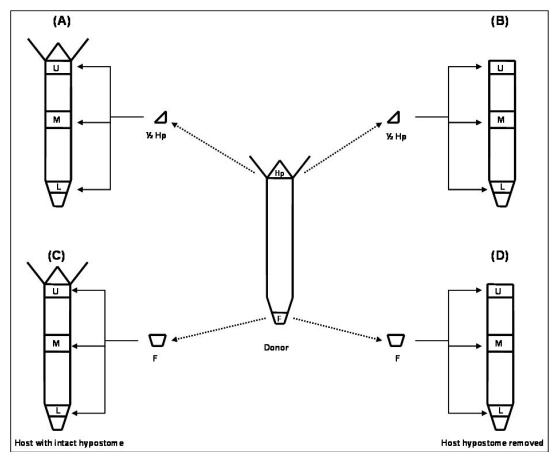 (A)
(B)
U
U
M
½ Hp
½ Hp
M
Hp
L
L
(C)
(D)
U
U
F
M
F
Donor
F
M
L
L
Host with intact hypostome
Host hypostome removed